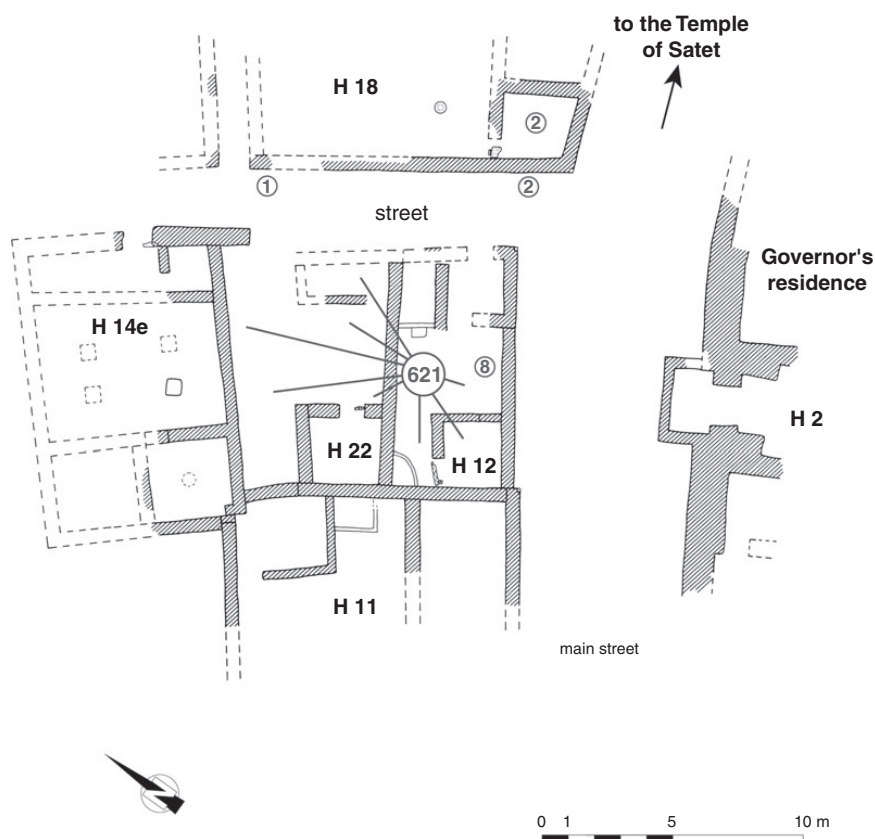 to the Temple
of Satet
H 18
2
1
2
street
Governor's
residence
H 14e
8
621
H 2
H 22
H 12
H 11
main street
N
0 1 5 10 m